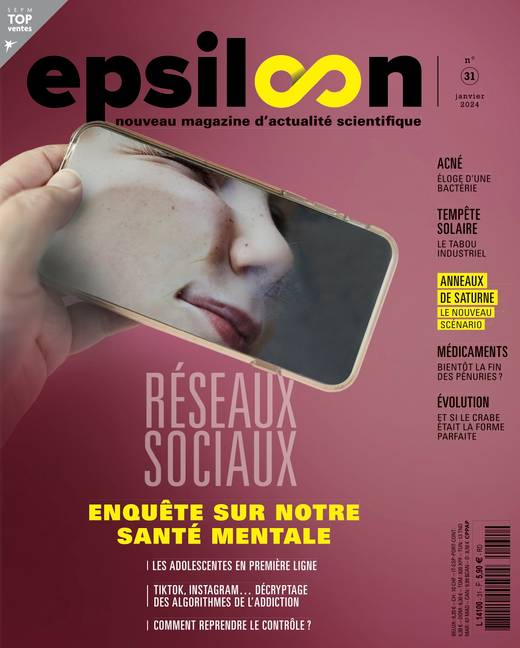 SEPM
TOP
ventes
epsiloon
nouveau magazine d'actualité scientifique
n°
31
janvier
2024
ACNÉ
ÉLOGE D'UNE
BACTÉRIE
TEMPÊTE
SOLAIRE
LE TABOU
INDUSTRIEL
ANNEAUX
DE SATURNE
LE NOUVEAU
SCÉNARIO
MÉDICAMENTS
BIENTÔT LA FIN
DES PÉNURIES ?
ÉVOLUTION
ET SI LE CRABE
ÉTAIT LA FORME
PARFAITE
RÉSEAUX
SOCIAUX
ENQUÊTE SUR NOTRE
SANTÉ MENTALE
LES ADOLESCENTES EN PREMIÈRE LIGNE
TIKTOK, INSTAGRAM... DÉCRYPTAGE
DES ALGORITHMES DE L'ADDICTION
COMMENT REPRENDRE LE CONTRÔLE ?
L 14100 - 31 - F: 5,90 € - RD